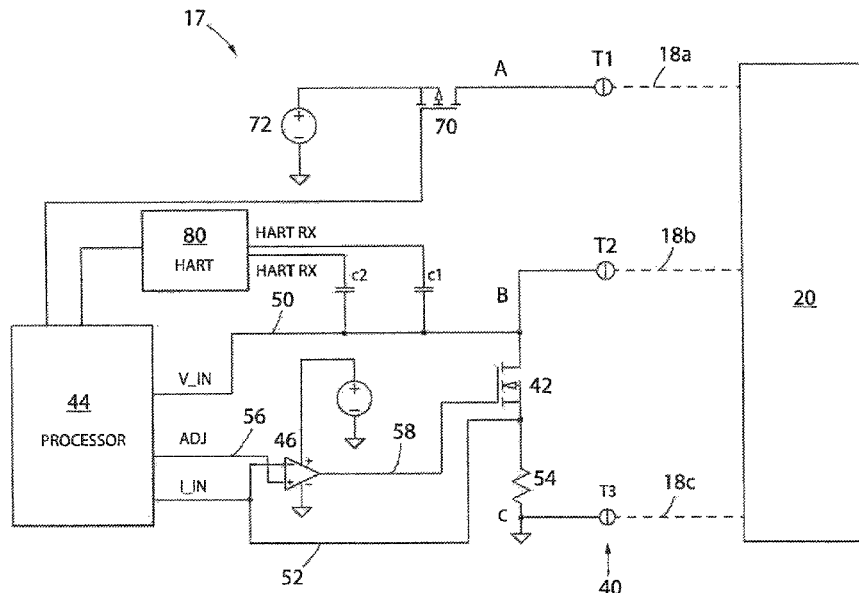 17
A
T1
18a
72
+
−
70
80
HART
HART RX
HART RX
c2
c1
50
B
T2
18b
20
44
PROCESSOR
V_IN
ADJ
I_IN
56
46
+
−
58
42
+
−
−
+
54
C
T3
18c
52
40